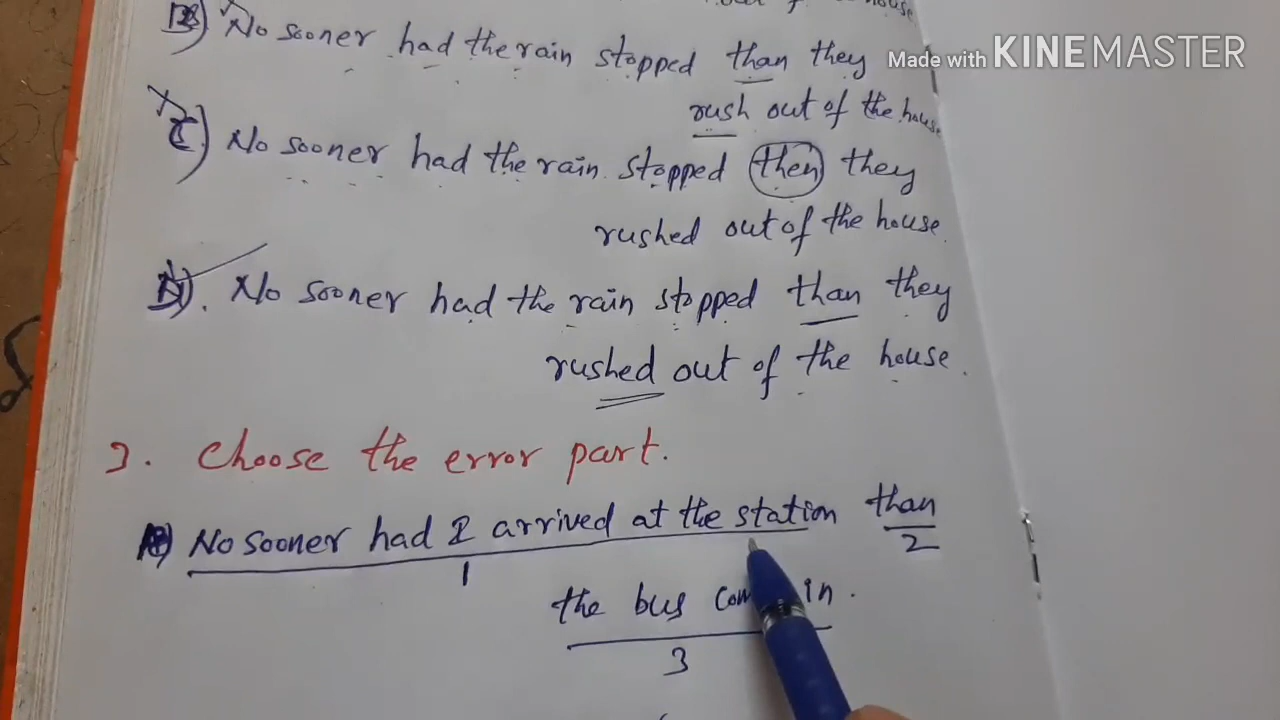 house
B) No sooner had the rain stopped than they
Made with KINEMASTER
rush out of the house
C) No sooner had the rain stopped then they
rushed out of the house.
D). No sooner had the rain stopped than they
rushed out of the house.
3. Choose the error part.
No sooner had I arrived at the station than
1 2
the bus in.
3